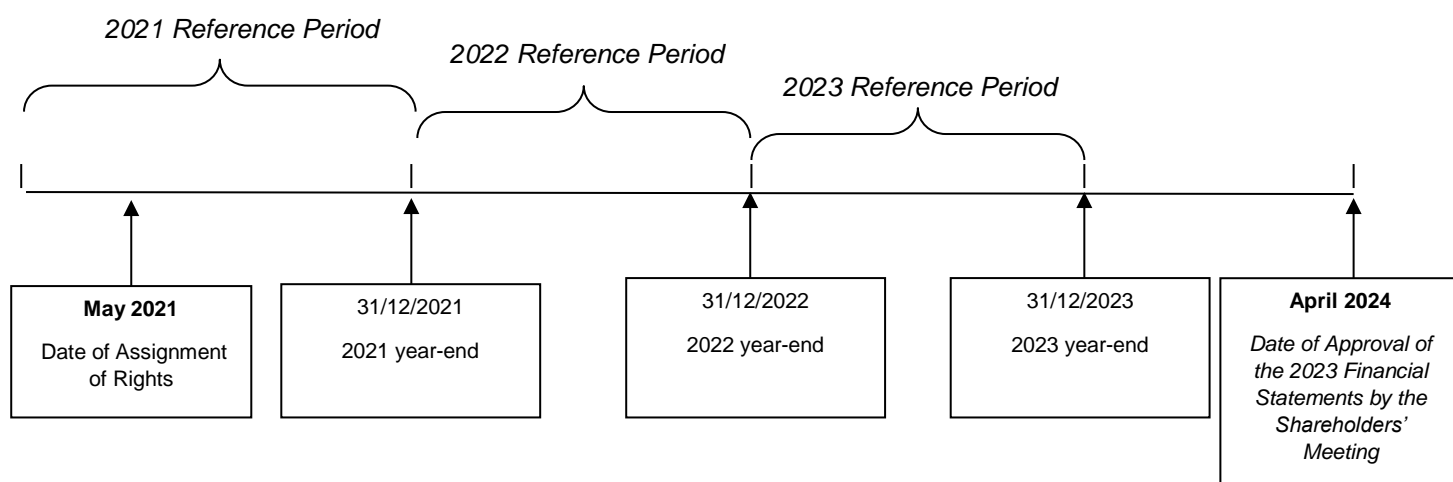 2021 Reference Period
2022 Reference Period
2023 Reference Period
May 2021
Date of Assignment
of Rights
31/12/2021
2021 year-end
31/12/2022
2022 year-end
31/12/2023
2023 year-end
April 2024
Date of Approval of
the 2023 Financial
Statements by the
Shareholders’
Meeting